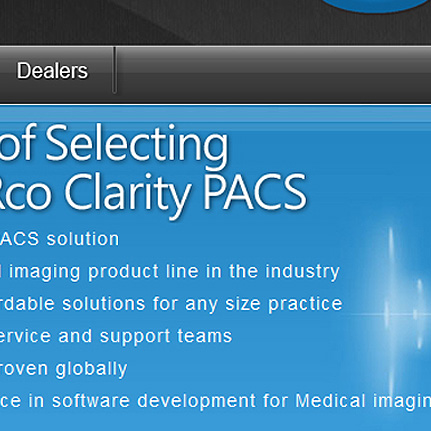 Dealers
of Selecting
Rco Clarity PACS
ACS solution
imaging product line in the industry
rdable solutions for any size practice
ervice and support teams
roven globally
ce in software development for Medical imagin